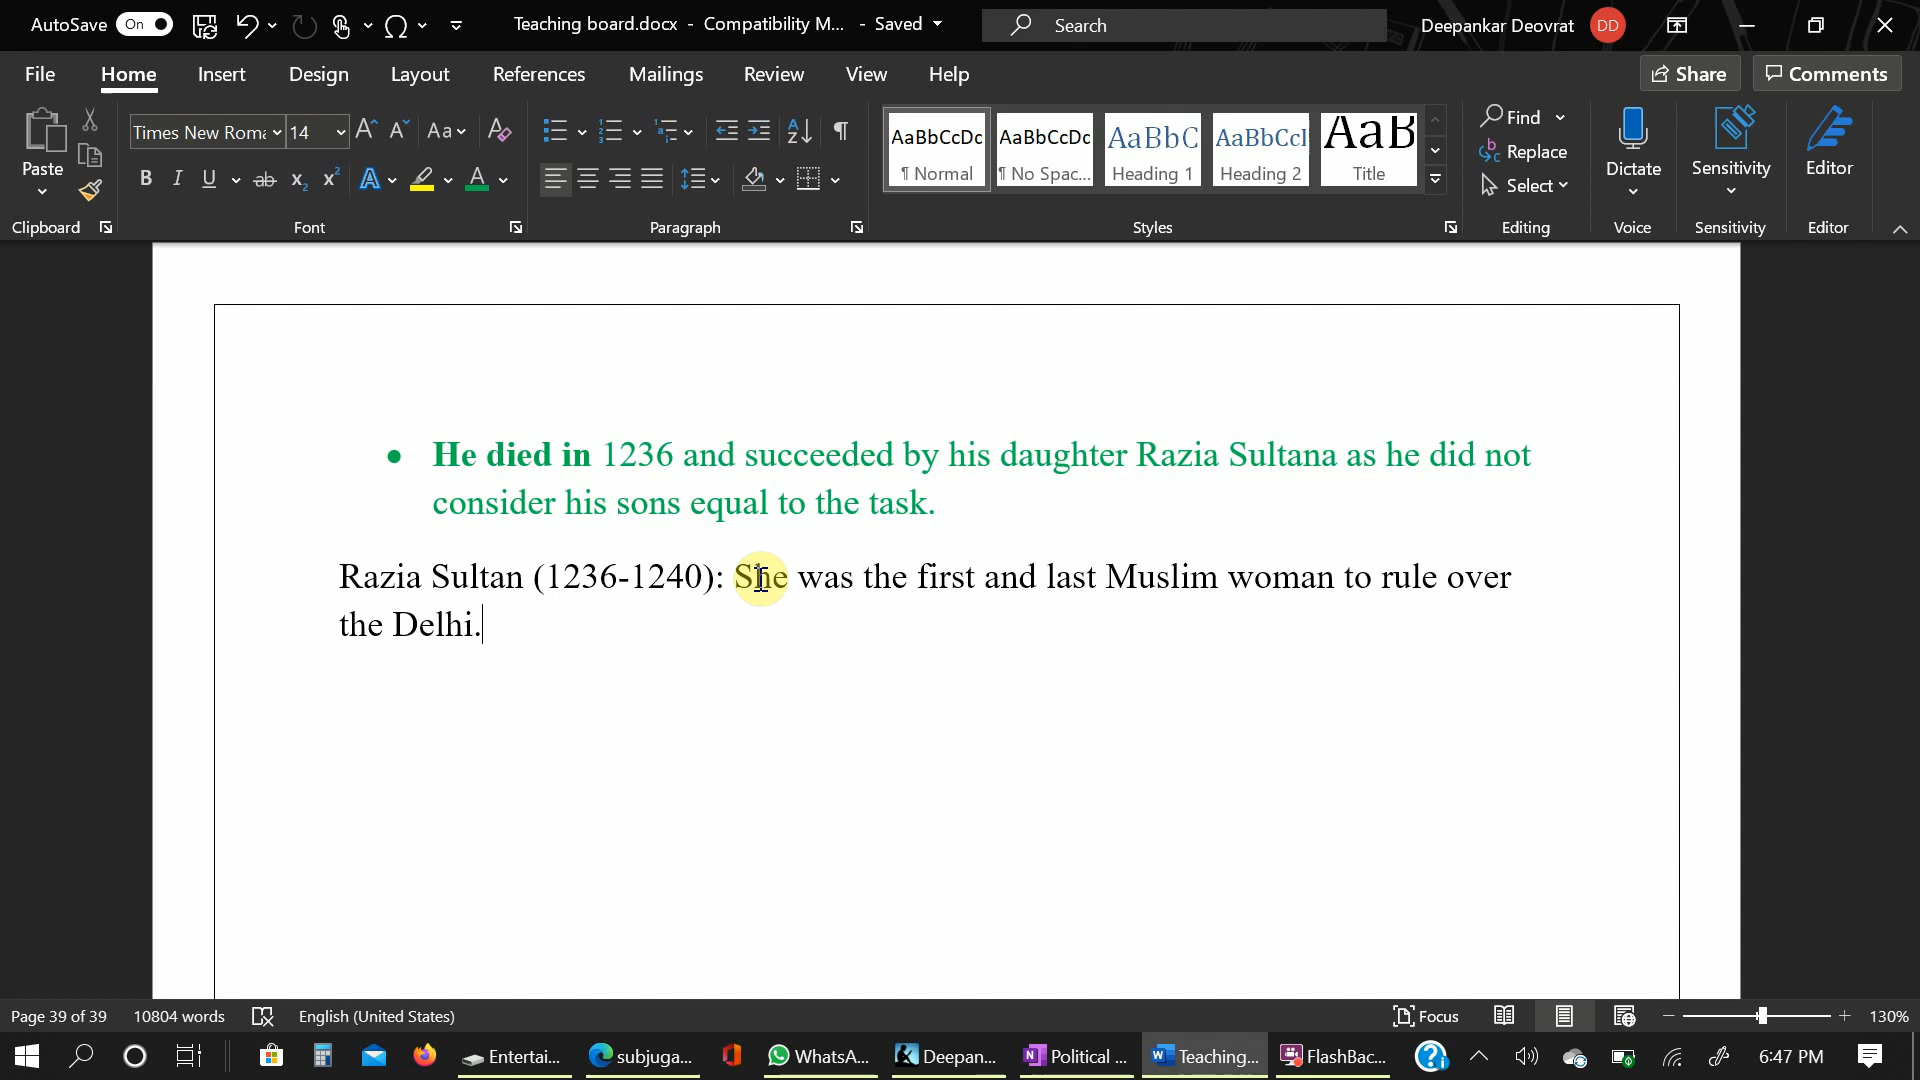 AutoSave On Teaching board.docx - Compatibility M... - Saved Search Deepankar Deovrat DD
File Home Insert Design Layout References Mailings Review View Help Share Comments
Times New Roma 14 Aa AaBbCcDc AaBbCcDc AaBbC AaBbCcI AaB Find
Paste B I U ab x₂ x² A A ¶ Normal ¶ No Spac... Heading 1 Heading 2 Title Replace Select Dictate Sensitivity Editor
Clipboard Font Paragraph Styles Editing Voice Sensitivity Editor
• He died in 1236 and succeeded by his daughter Razia Sultana as he did not
consider his sons equal to the task.
Razia Sultan (1236-1240): She was the first and last Muslim woman to rule over
the Delhi.
Page 39 of 39 10804 words English (United States) Focus 130%
Entertai... subjuga... WhatsA... Deepan... Political ... Teaching... FlashBac... 6:47 PM